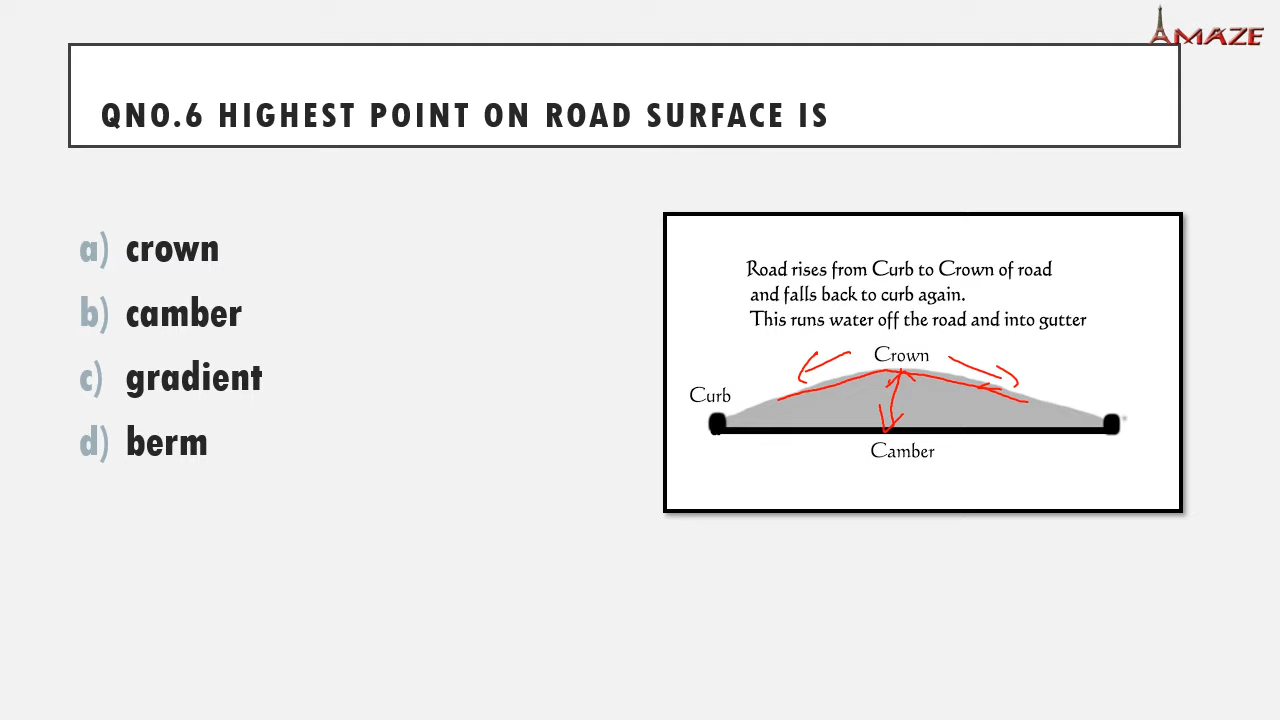 AMAZE
QNO.6 HIGHEST POINT ON ROAD SURFACE IS
a) crown
b) camber
c) gradient
d) berm
Road rises from Curb to Crown of road
and falls back to curb again.
This runs water off the road and into gutter
Crown
Curb
Camber